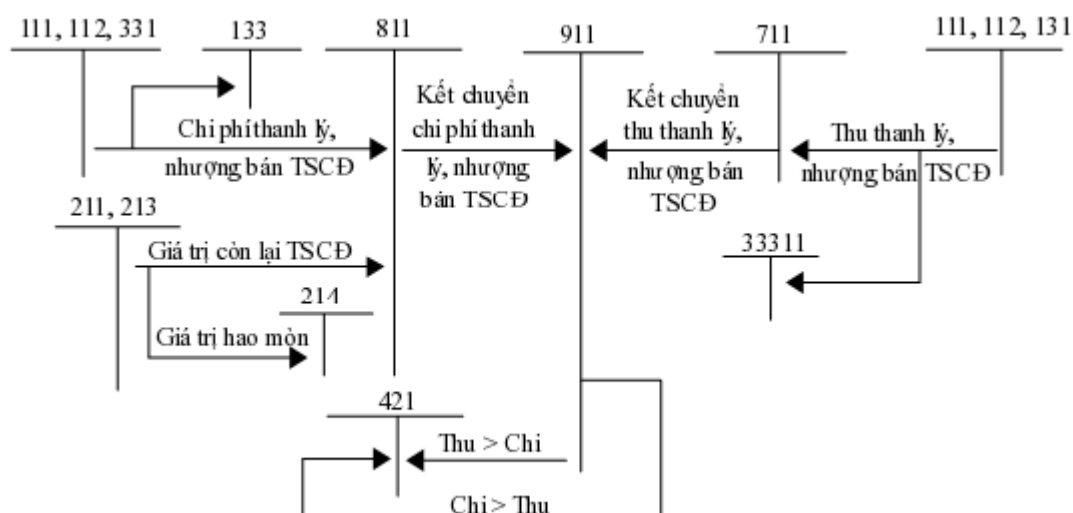 111, 112, 331
133
811
911
711
111, 112, 131
Chi phí thanh lý,
nhượng bán TSCĐ
Kết chuyển
chi phí thanh
lý, nhượng
bán TSCĐ
Kết chuyển
thu thanh lý,
nhượng bán
TSCĐ
Thu thanh lý,
nhượng bán TSCĐ
211, 213
Giá trị còn lại TSCĐ
214
Giá trị hao mòn
33311
421
Thu > Chi
Chi > Thu